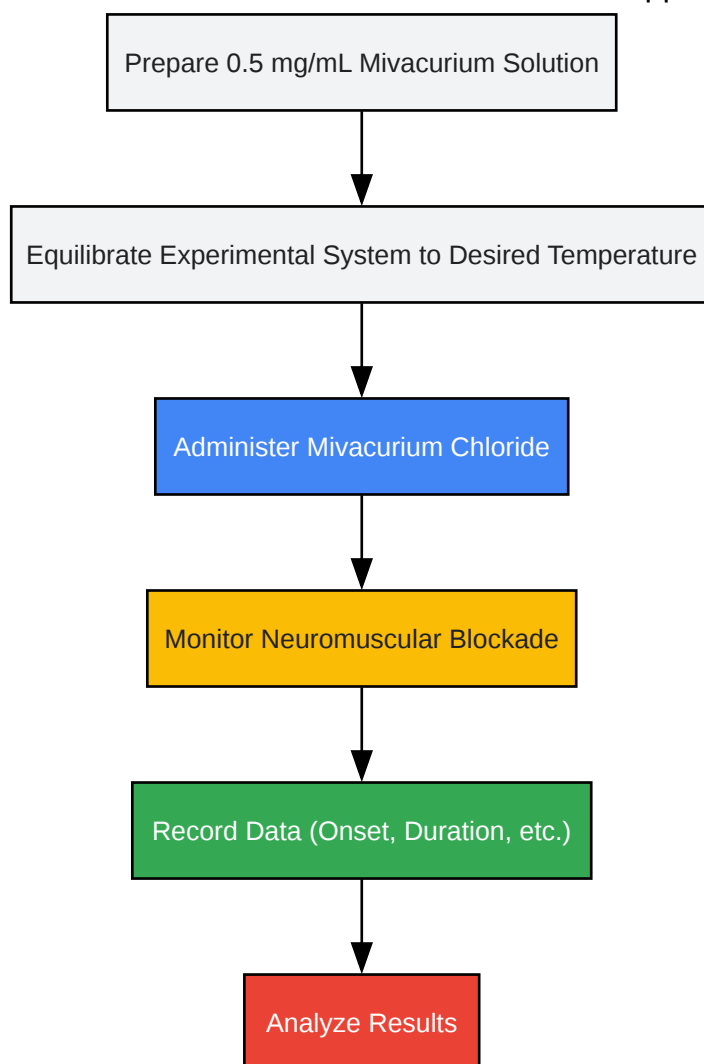 Prepare 0.5 mg/mL Mivacurium Solution
Equilibrate Experimental System to Desired Temperature
Administer Mivacurium Chloride
Monitor Neuromuscular Blockade
Record Data (Onset, Duration, etc.)
Analyze Results